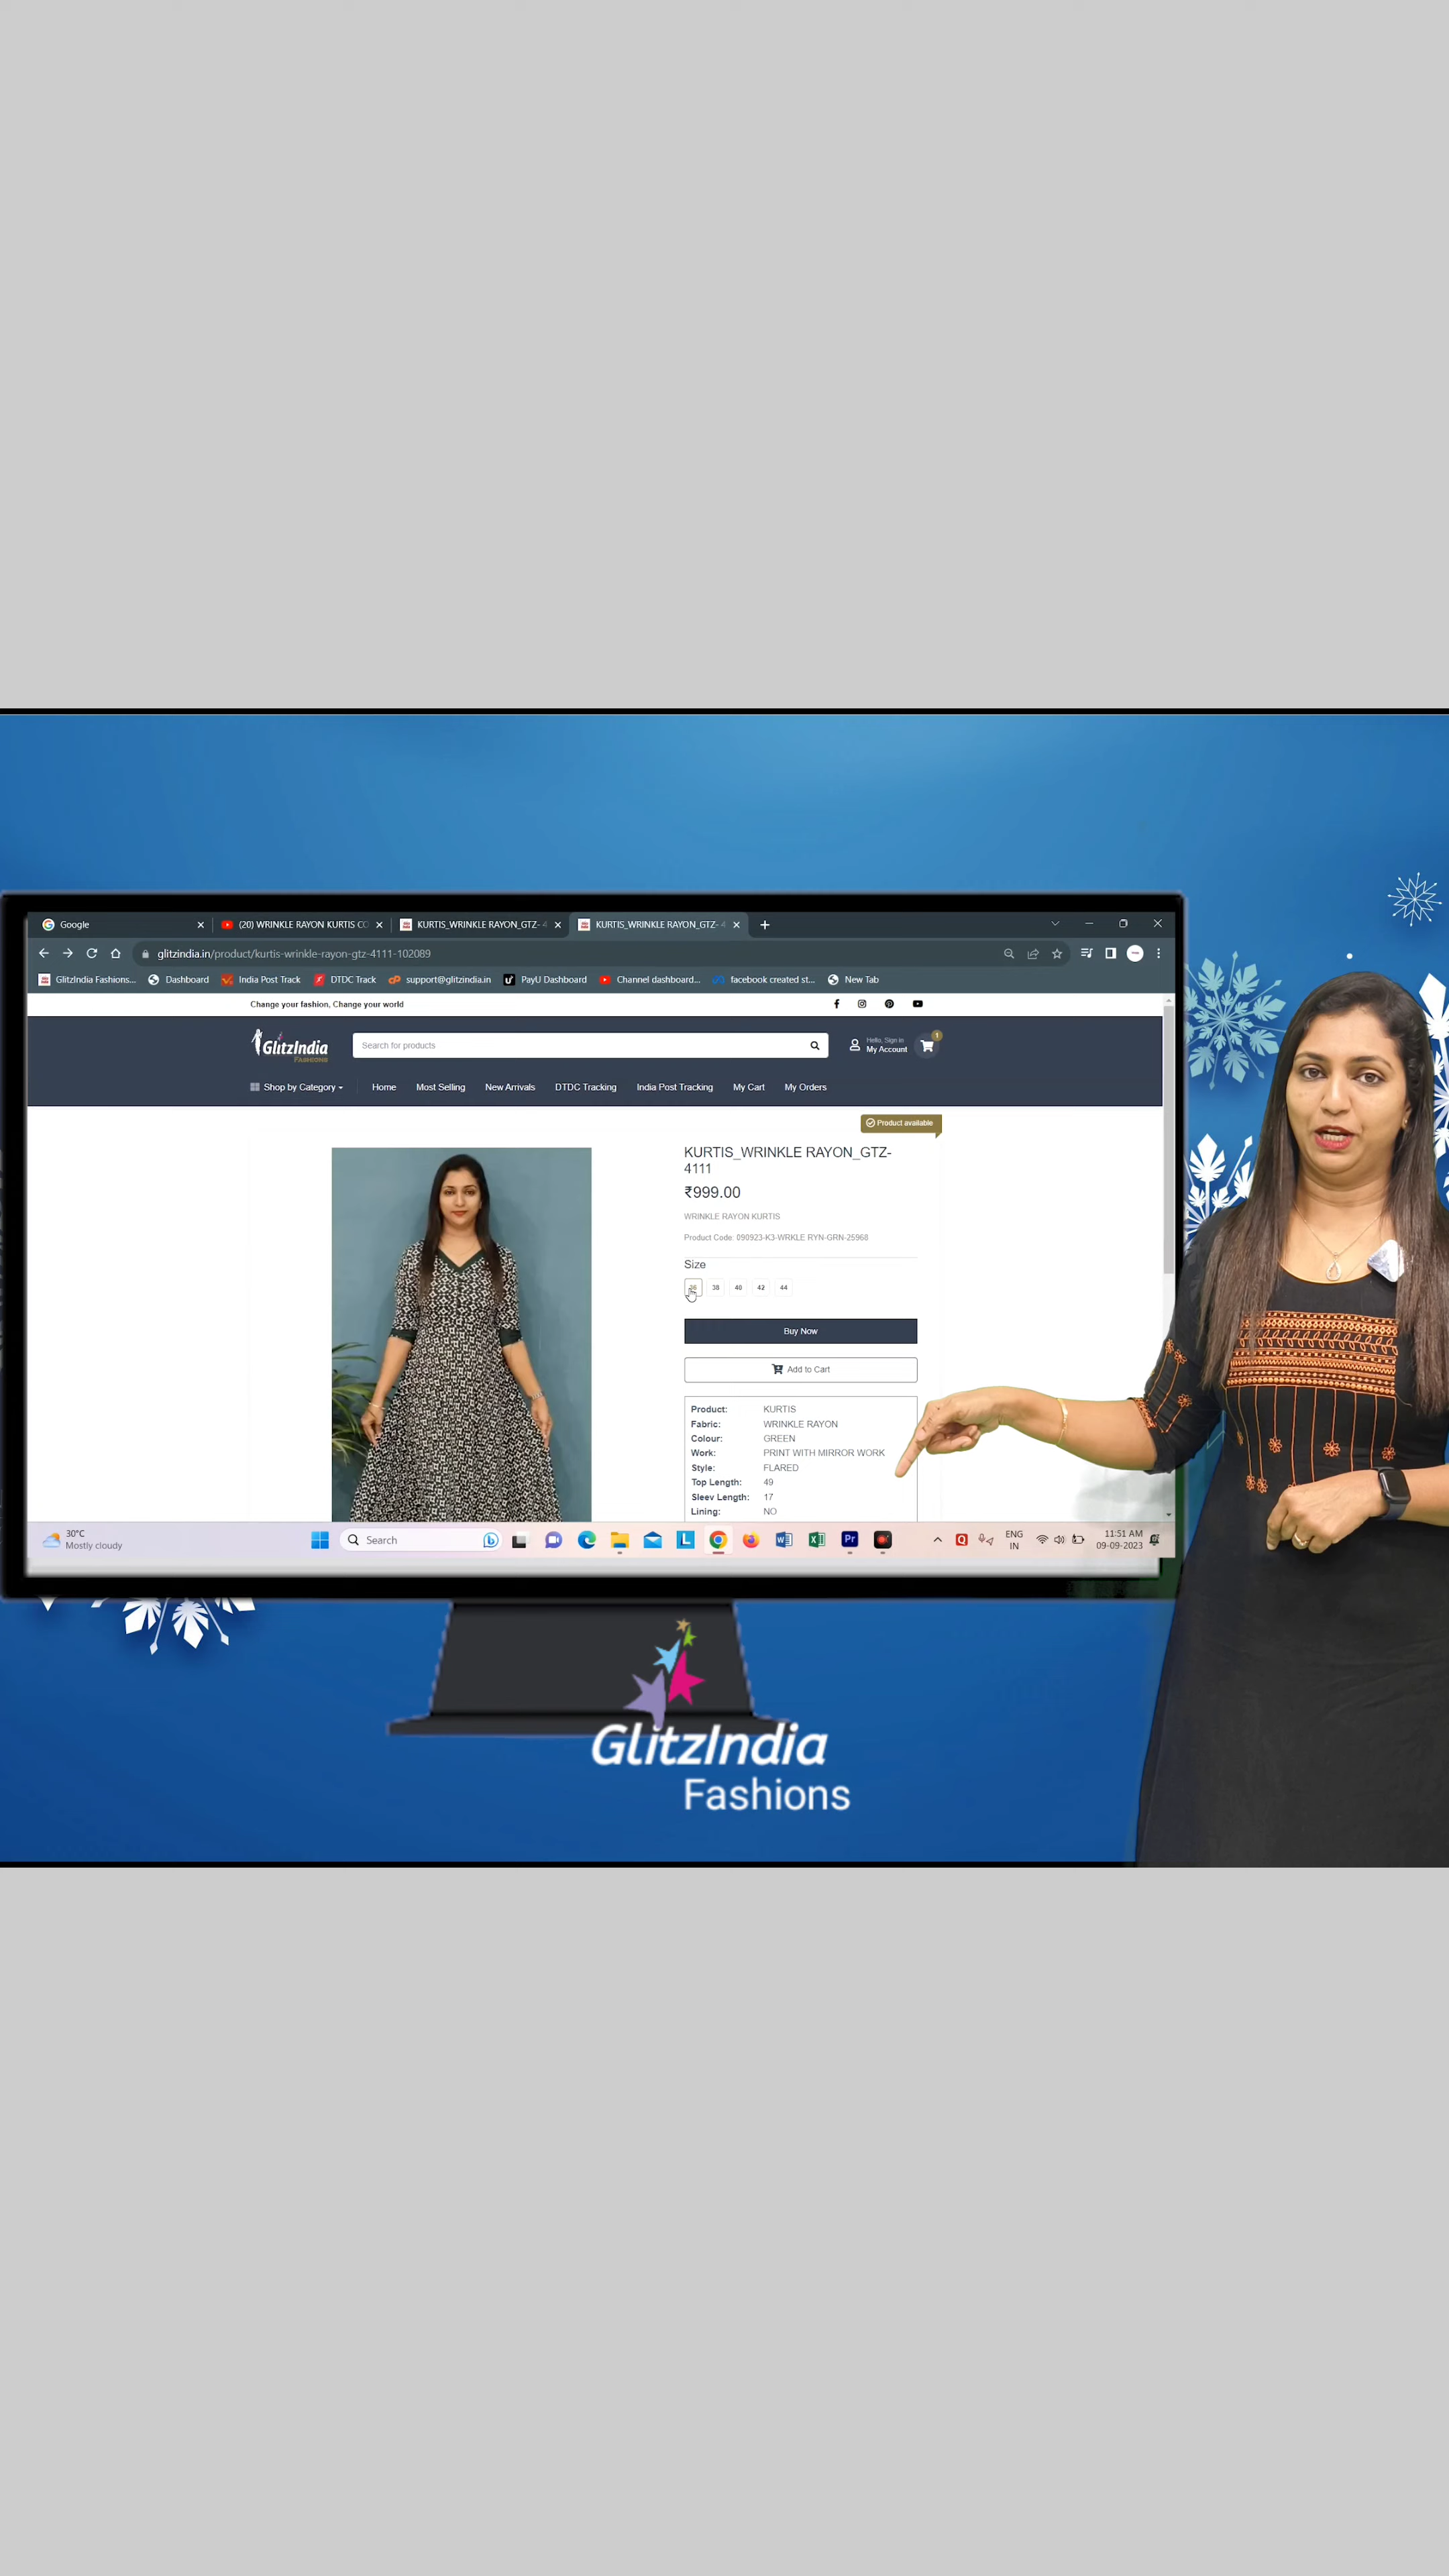 Google
(20) WRINKLE RAYON KURTIS CO
KURTIS_WRINKLE RAYON_GTZ- 4
KURTIS_WRINKLE RAYON_GTZ- 4
glitzindia.in/product/kurtis-wrinkle-rayon-gtz-4111-102089
GlitzIndia Fashions... Dashboard India Post Track DTDC Track support@glitzindia.in PayU Dashboard Channel dashboard... facebook created st... New Tab
Change your fashion, Change your world
GlitzIndia
FASHIONS
Search for products
Hello, Sign in
My Account
1
Shop by Category Home Most Selling New Arrivals DTDC Tracking India Post Tracking My Cart My Orders
Product available
KURTIS_WRINKLE RAYON_GTZ-
4111
₹999.00
WRINKLE RAYON KURTIS
Product Code: 090923-K3-WRKLE RYN-GRN-25968
Size
38 40 42 44
Buy Now
Add to Cart
Product: KURTIS
Fabric: WRINKLE RAYON
Colour: GREEN
Work: PRINT WITH MIRROR WORK
Style: FLARED
Top Length: 49
Sleev Length: 17
Lining: NO
30°C
Mostly cloudy
Search
ENG
IN
11:51 AM
09-09-2023
GlitzIndia
Fashions